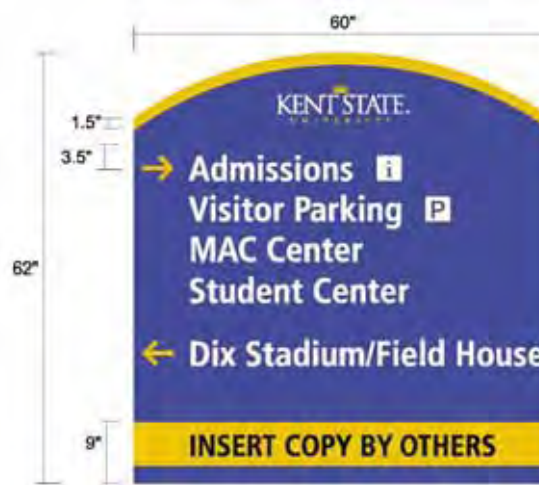 60"
KENT STATE.
UNIVERSITY
1.5"
3.5"
→ Admissions i
Visitor Parking P
MAC Center
62"
Student Center
← Dix Stadium/Field House
9"
INSERT COPY BY OTHERS